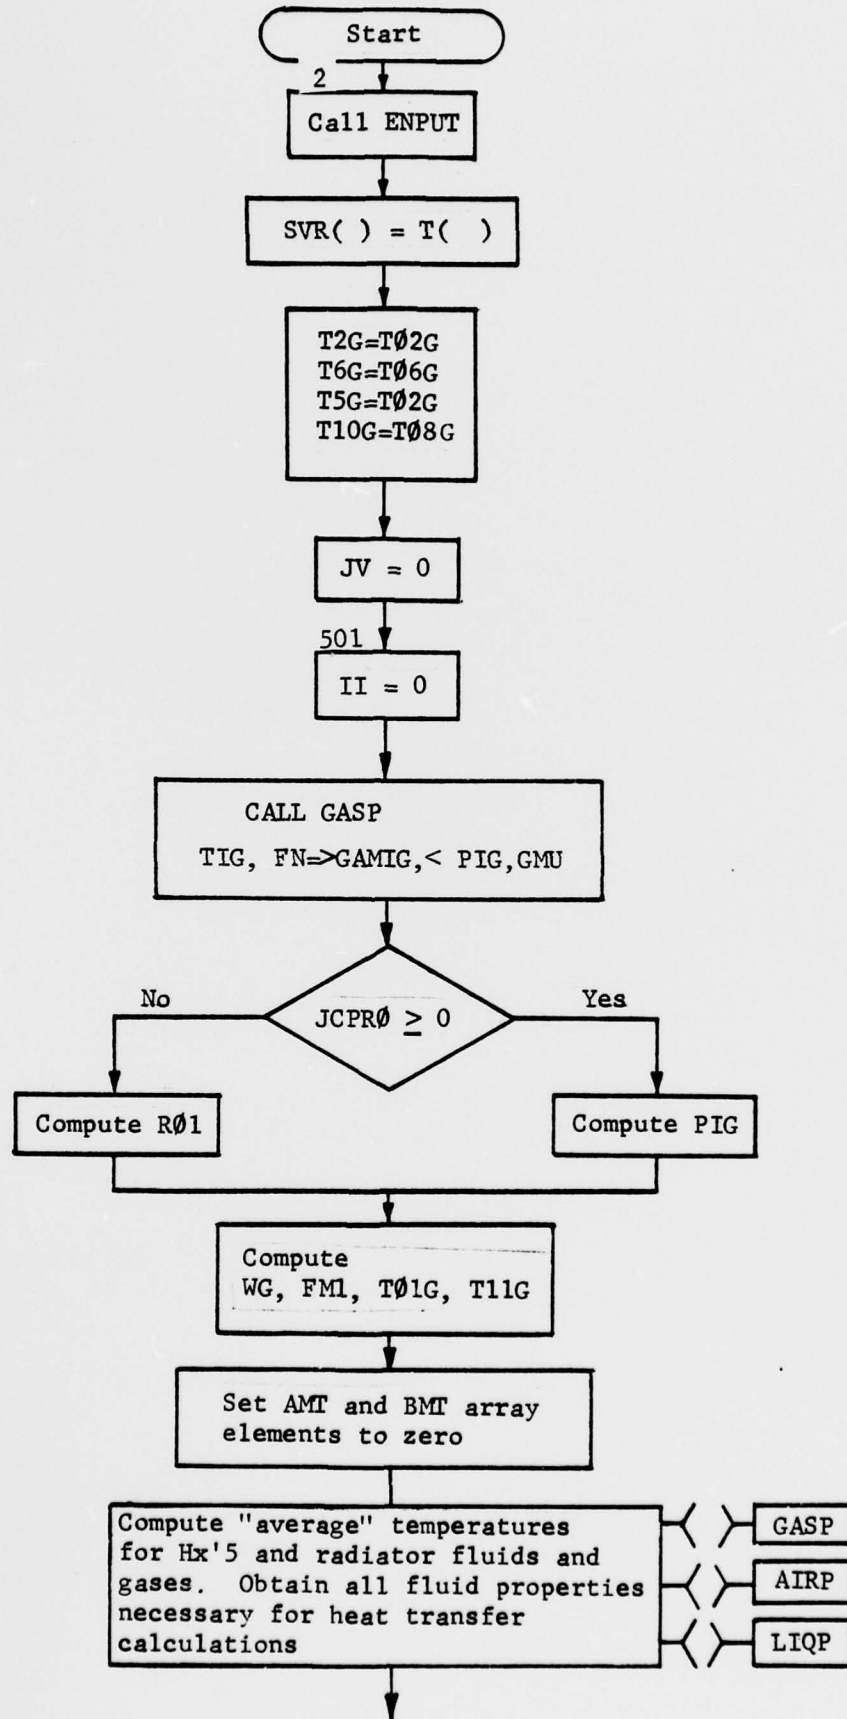 Start
2
Call ENPUT
SVR( ) = T( )
T2G=TØ2G
T6G=TØ6G
T5G=TØ2G
T10G=TØ8G
JV = 0
501
II = 0
CALL GASP
TIG, FN=>GAMIG,< PIG,GMU
JCPRØ ≥ 0
No
Yes
Compute RØ1
Compute PIG
Compute
WG, FM1, TØ1G, T11G
Set AMT and BMT array
elements to zero
Compute "average" temperatures
for Hx'5 and radiator fluids and
gases. Obtain all fluid properties
necessary for heat transfer
calculations
GASP
AIRP
LIQP